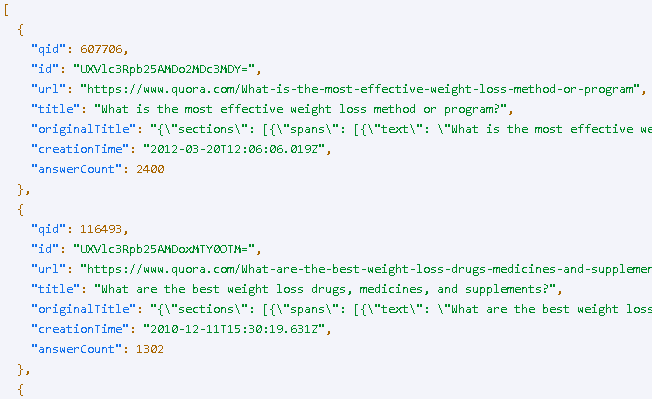 [
{
"qid": 607706,
"id": "UXVlc3Rpb25AMDo2MDc3MDY=",
"url": "https://www.quora.com/What-is-the-most-effective-weight-loss-method-or-program",
"title": "What is the most effective weight loss method or program?",
"originalTitle": "{\"sections\": [{\"spans\": [{\"text\": \"What is the most effective we
"creationTime": "2012-03-20T12:06:06.019Z",
"answerCount": 2400
},
{
"qid": 116493,
"id": "UXVlc3Rpb25AMDoxMTY0OTM=",
"url": "https://www.quora.com/What-are-the-best-weight-loss-drugs-medicines-and-supplemen
"title": "What are the best weight loss drugs, medicines, and supplements?",
"originalTitle": "{\"sections\": [{\"spans\": [{\"text\": \"What are the best weight loss
"creationTime": "2010-12-11T15:30:19.631Z",
"answerCount": 1302
},
{